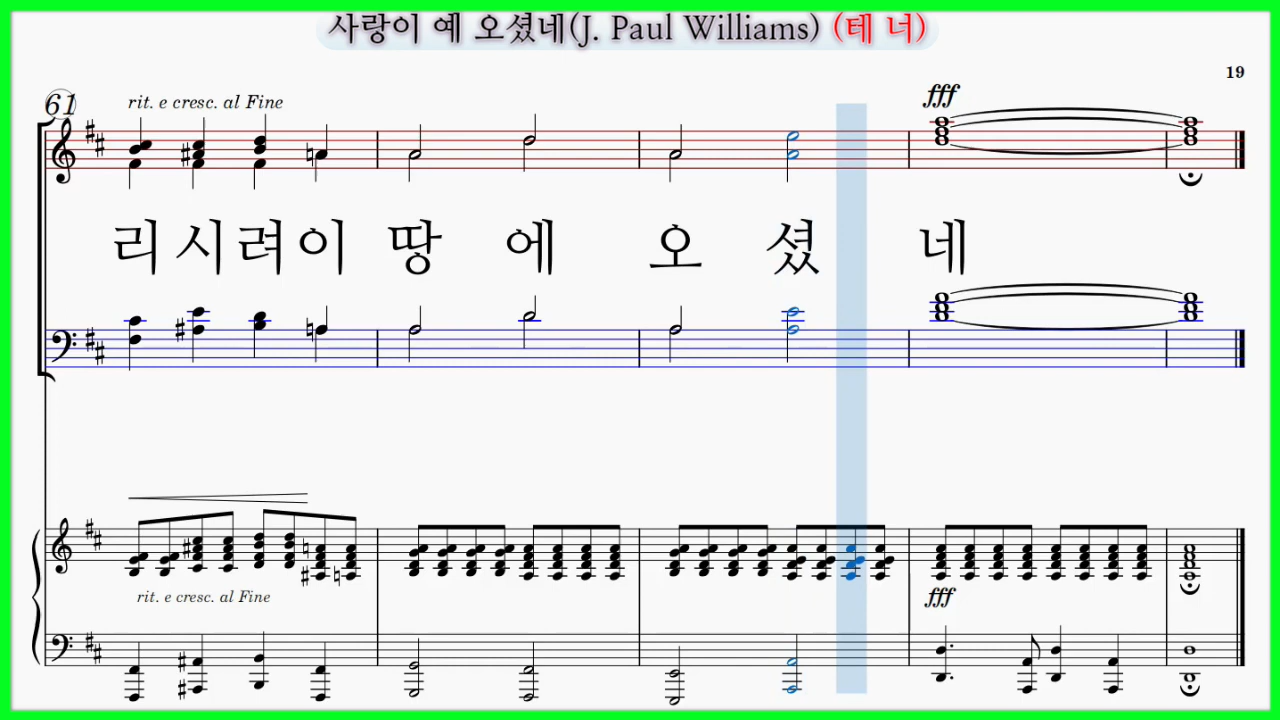 사랑이 예 오셨네(J. Paul Williams) (테 너)
19
61
rit. e cresc. al Fine
fff
리 시 려 이 땅 에 오 셨 네
rit. e cresc. al Fine
fff